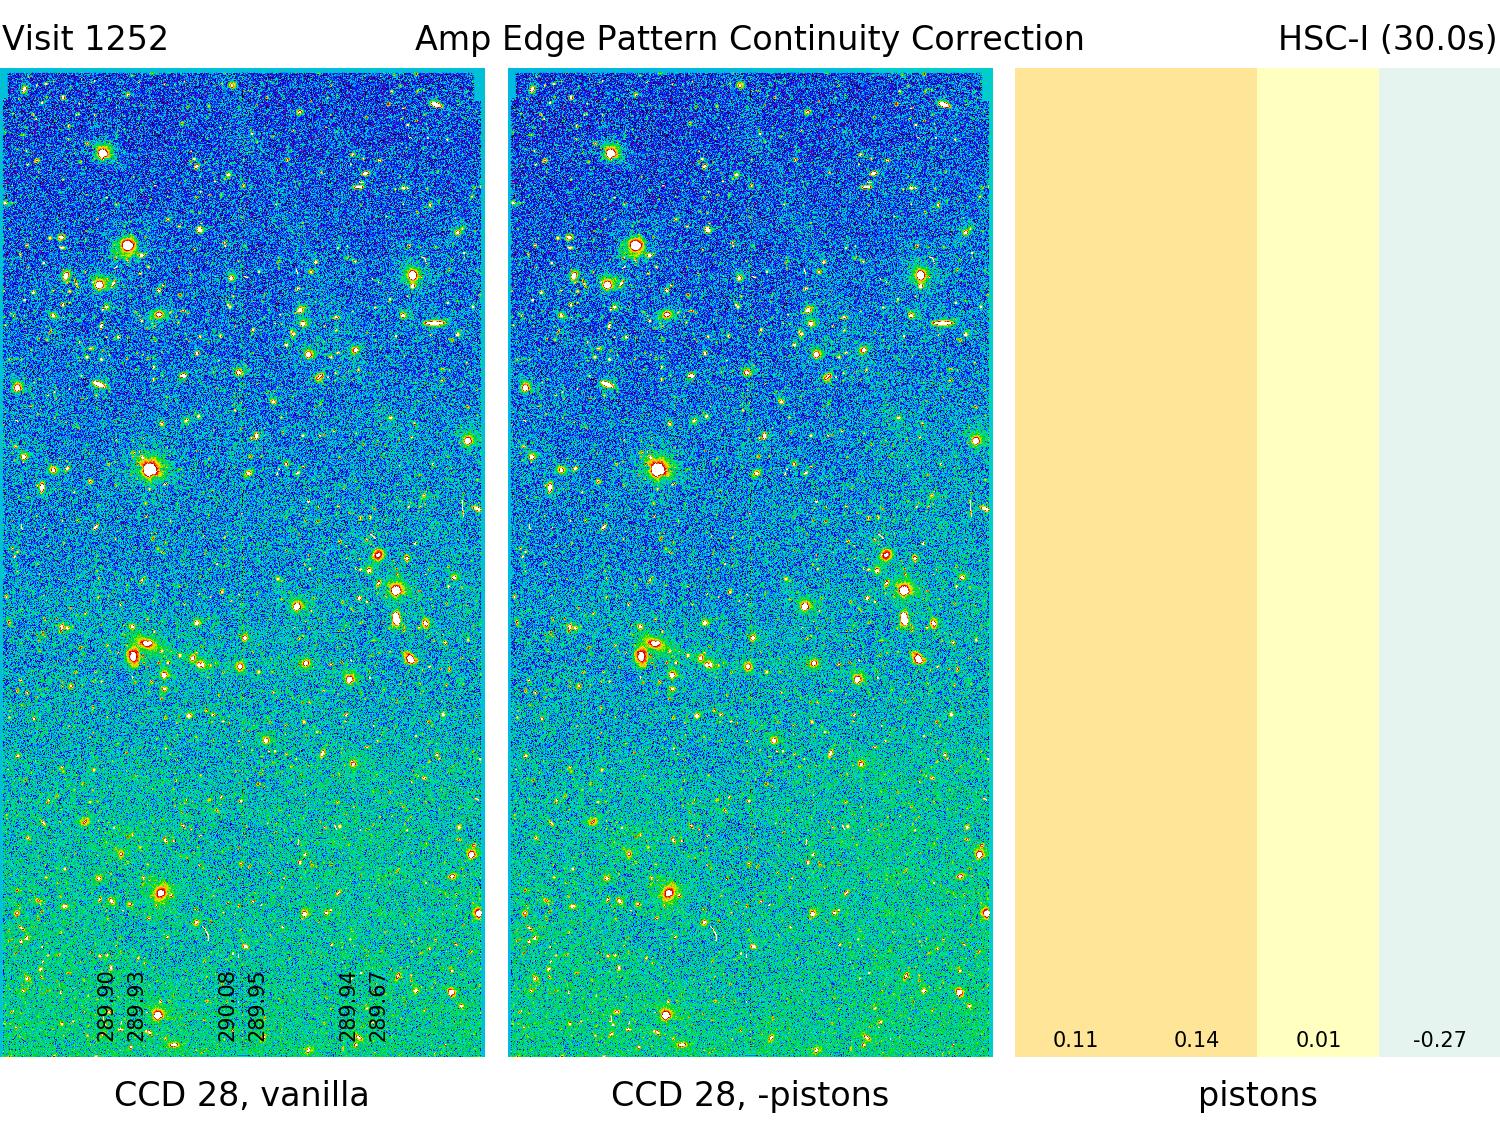 Visit 1252
Amp Edge Pattern Continuity Correction
HSC-I (30.0s)
289.90
289.93
290.08
289.95
289.94
289.67
0.11
0.14
0.01
-0.27
CCD 28, vanilla
CCD 28, -pistons
pistons